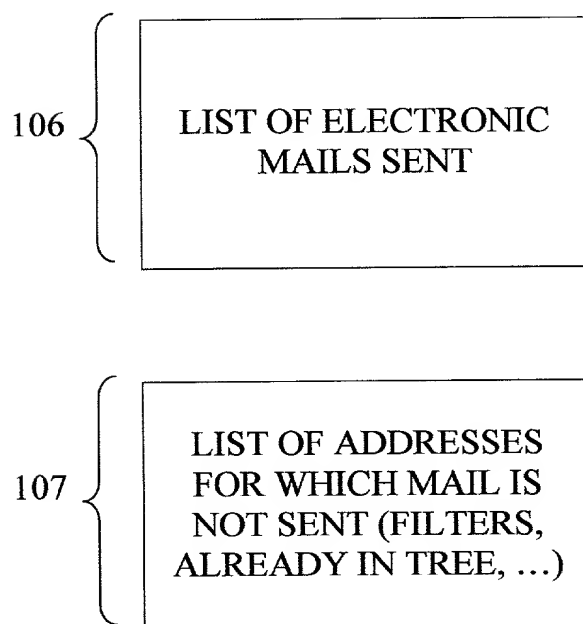 106
LIST OF ELECTRONIC
MAILS SENT
107
LIST OF ADDRESSES
FOR WHICH MAIL IS
NOT SENT (FILTERS,
ALREADY IN TREE, ...)